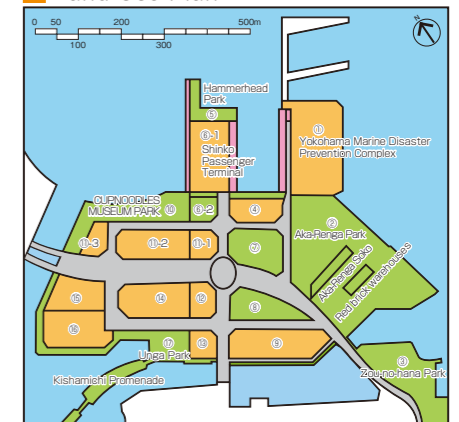 0 50 200 500m
100 300
N
Hammerhead
Park
⑤
⑥-1
Shinko
Passenger
Terminal
①
Yokohama Marine Disaster
Prevention Complex
CUPNOODLES
MUSEUM PARK
⑩
⑥-2
④
②
Aka-Renga Park
⑪-3
⑪-2
⑪-1
⑦
Aka-Renga Soko
Red brick warehouses
⑮
⑭
⑫
⑧
⑯
⑰
Unga Park
⑬
⑨
③
Zou-no-hana Park
Kishamichi Promenade